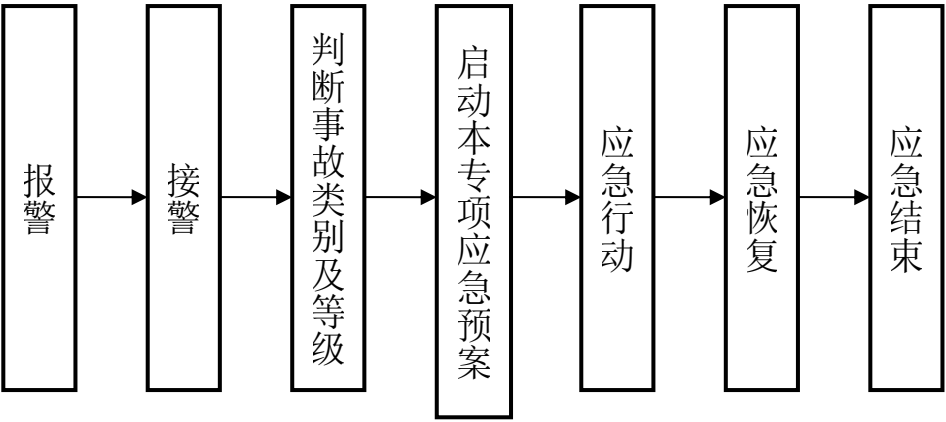 报警
接警
判断事故类别及等级
启动本专项应急预案
应急行动
应急恢复
应急结束